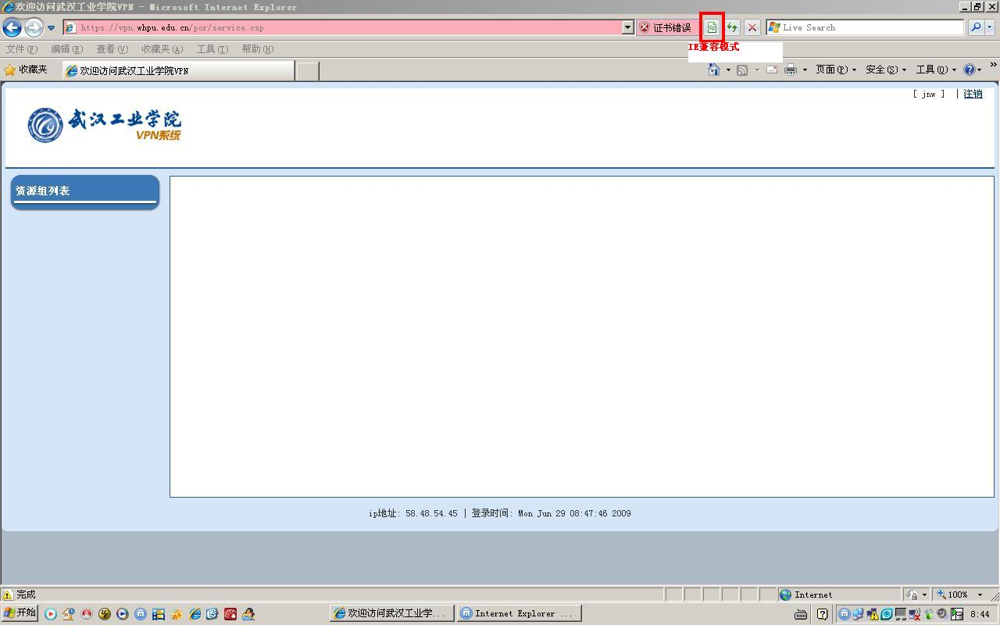 欢迎访问武汉工业学院VPN - Microsoft Internet Explorer
https://vpn.whpu.edu.cn/por/service.csp 证书错误 Live Search
IE兼容模式
文件(F) 编辑(E) 查看(V) 收藏夹(A) 工具(T) 帮助(H)
收藏夹 欢迎访问武汉工业学院VPN 页面(P) 安全(S) 工具(O)
[ jnw ] | 注销
武汉工业学院
VPN系统
资源组列表
ip地址: 58.48.54.45 | 登录时间: Mon Jun 29 08:47:46 2009
完成 Internet 100%
开始 欢迎访问武汉工业学... Internet Explorer ... 8:44